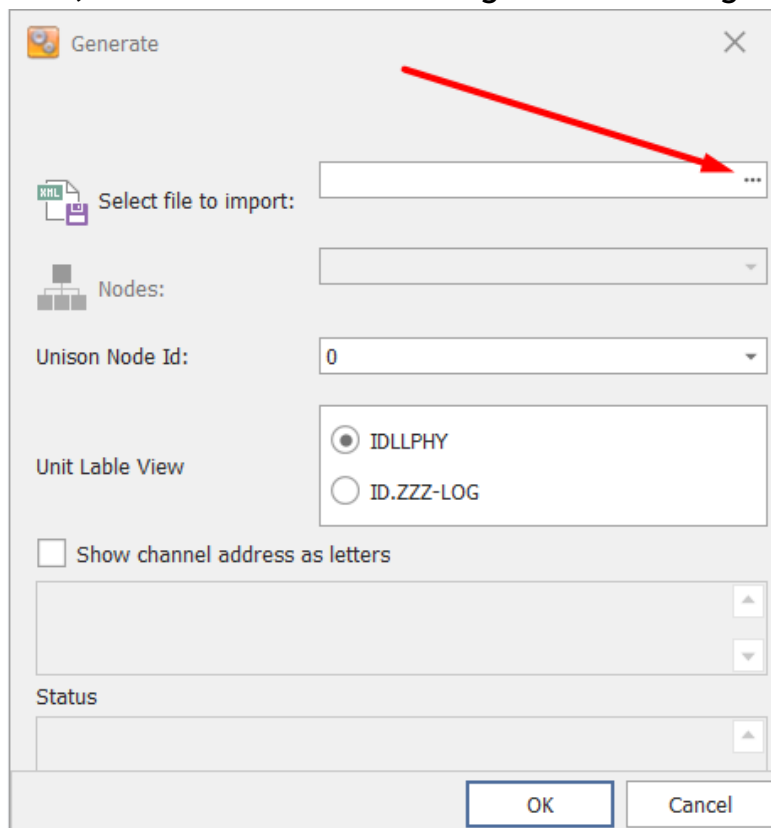 Generate
XML
Select file to import:
...
Nodes:
Unison Node Id:
0
Unit Lable View
IDLLPHY
ID.ZZZ-LOG
Show channel address as letters
Status
OK
Cancel